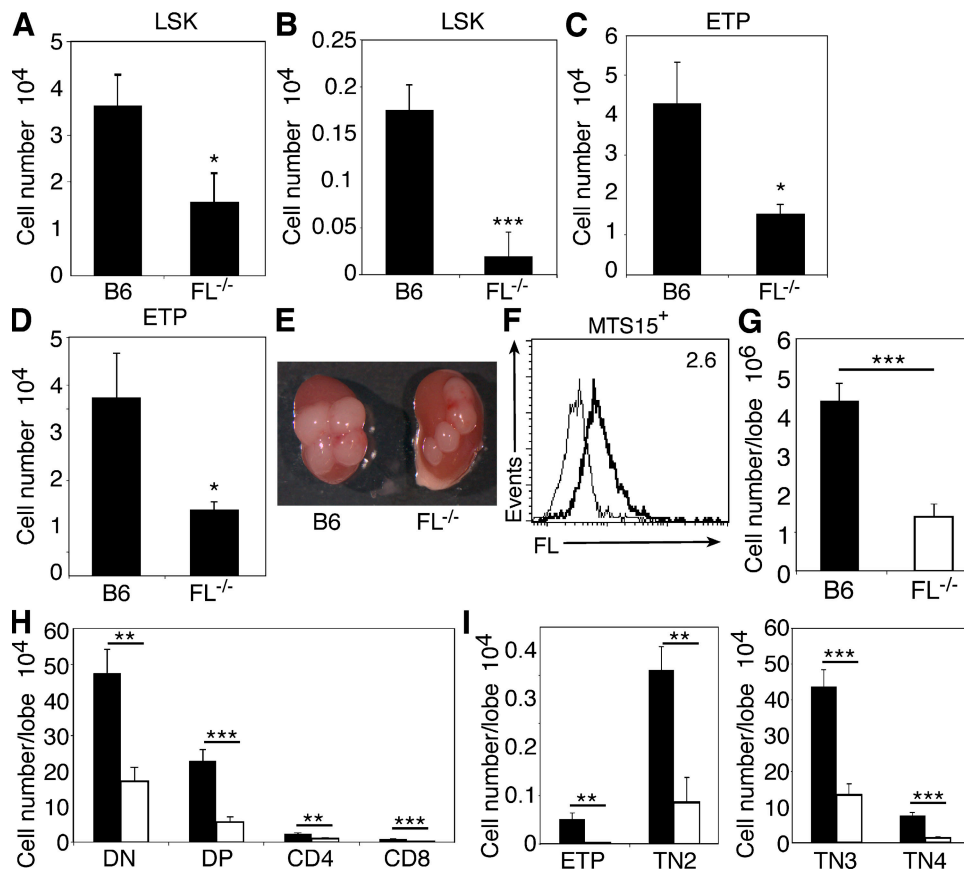 A
LSK
Cell number 10⁴
5
4
3
2
1
0
*
B6
FL⁻/⁻
B
LSK
Cell number 10⁴
0.25
0.2
0.15
0.1
0.05
0
***
B6
FL⁻/⁻
C
ETP
Cell number 10⁴
6
5
4
3
2
1
0
*
B6
FL⁻/⁻
D
ETP
Cell number 10⁴
5
4
3
2
1
0
*
B6
FL⁻/⁻
E
B6
FL⁻/⁻
F
MTS15⁺
2.6
Events
FL
G
Cell number/lobe 10⁶
6
5
4
3
2
1
0
***
B6
FL⁻/⁻
H
Cell number/lobe 10⁴
60
50
40
30
20
10
0
**
***
**
***
DN
DP
CD4
CD8
I
Cell number/lobe 10⁴
0.4
0.3
0.2
0.1
0
**
**
ETP
TN2
Cell number/lobe 10⁴
60
50
40
30
20
10
0
***
***
TN3
TN4